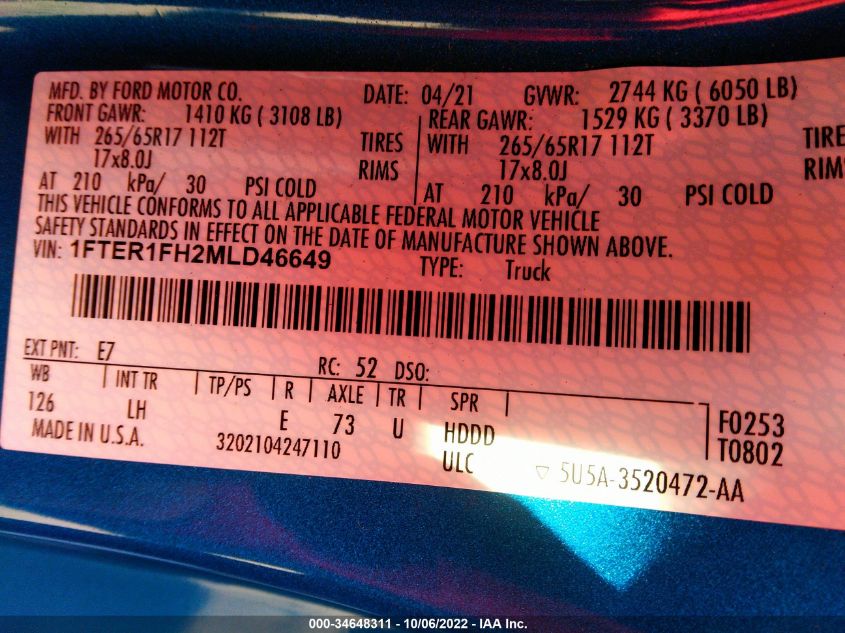 MFD. BY FORD MOTOR CO. DATE: 04/21 GVWR: 2744 KG ( 6050 LB)
FRONT GAWR: 1410 KG ( 3108 LB) REAR GAWR: 1529 KG ( 3370 LB)
WITH 265/65R17 112T TIRES WITH 265/65R17 112T TIRES
17x8.0J RIMS 17x8.0J RIMS
AT 210 kPa/ 30 PSI COLD AT 210 kPa/ 30 PSI COLD
THIS VEHICLE CONFORMS TO ALL APPLICABLE FEDERAL MOTOR VEHICLE
SAFETY STANDARDS IN EFFECT ON THE DATE OF MANUFACTURE SHOWN ABOVE.
VIN: 1FTER1FH2MLD46649 TYPE: Truck
EXT PNT: E7 RC: 52 DSO:
WB INT TR TP/PS R AXLE TR SPR
126 LH E 73 U HDDD F0253
MADE IN U.S.A. 3202104247110 ULC T0802
▽ 5U5A-3520472-AA
000-34648311 - 10/06/2022 - IAA Inc.